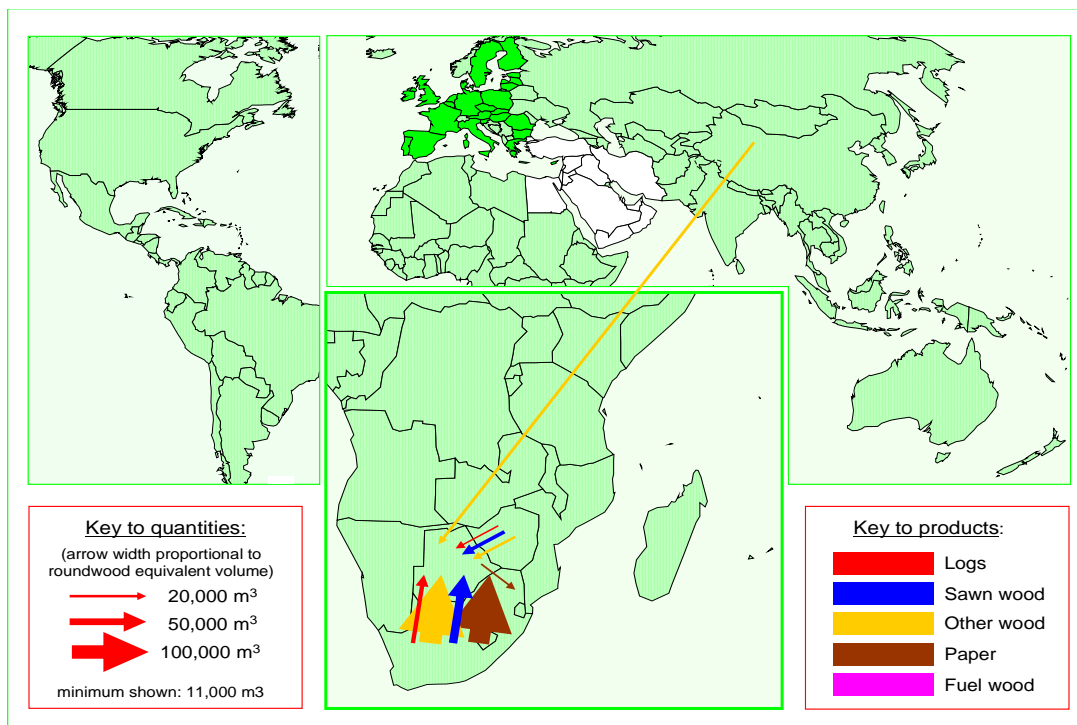 Key to quantities:
(arrow width proportional to
roundwood equivalent volume)
20,000 m³
50,000 m³
100,000 m³
minimum shown: 11,000 m3
Key to products:
Logs
Sawn wood
Other wood
Paper
Fuel wood